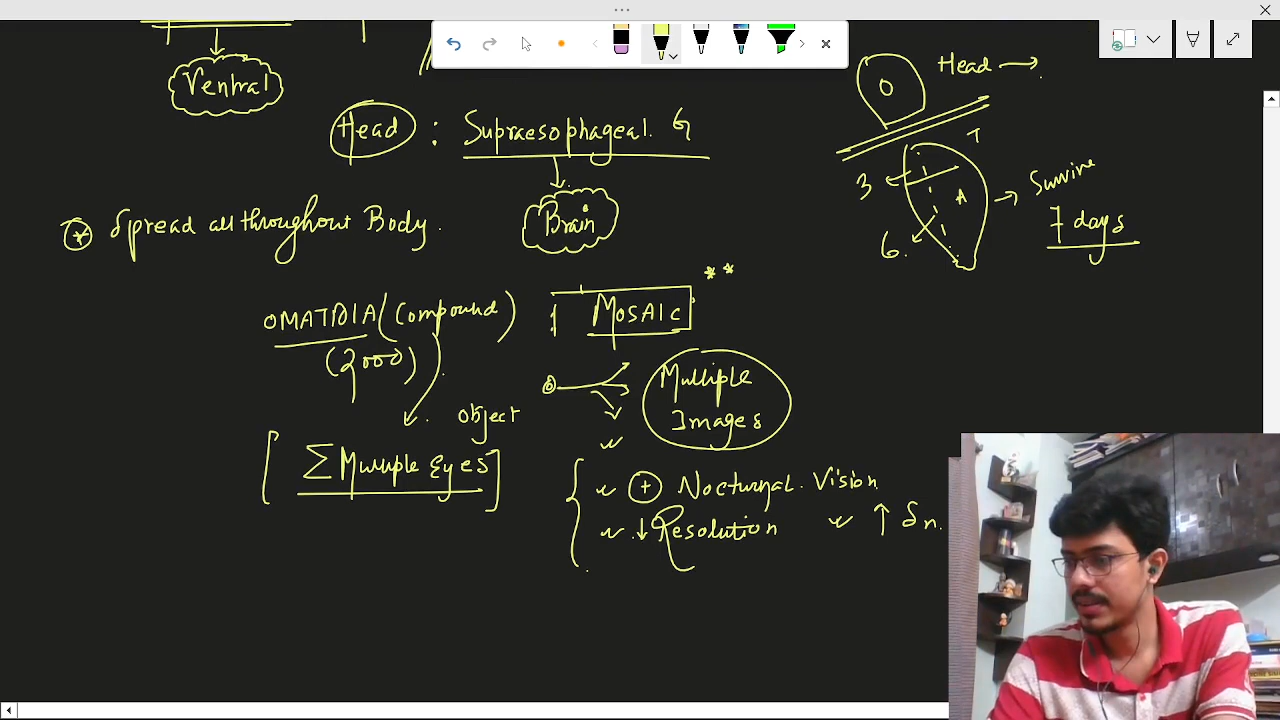 Ventral
Head : Supraesophageal. G
Brain
Spread all throughout Body.
Head →
O
T
3
A
6.
Survive
7 days
OMATIDIA (Compound)
(2000)
MOSAIC
**
Multiple
Images
Object
[Σ Multiple Eyes]
+ Nocturnal. Vision
↓ Resolution
↑ Sn.